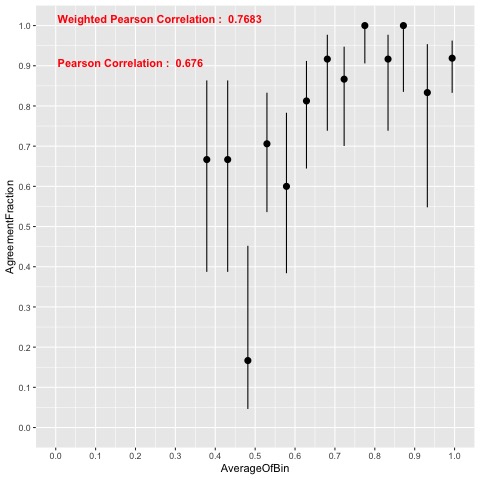 Weighted Pearson Correlation : 0.7683
Pearson Correlation : 0.676
AgreementFraction
1.0
0.9
0.8
0.7
0.6
0.5
0.4
0.3
0.2
0.1
0.0
0.0 0.1 0.2 0.3 0.4 0.5 0.6 0.7 0.8 0.9 1.0
AverageOfBin